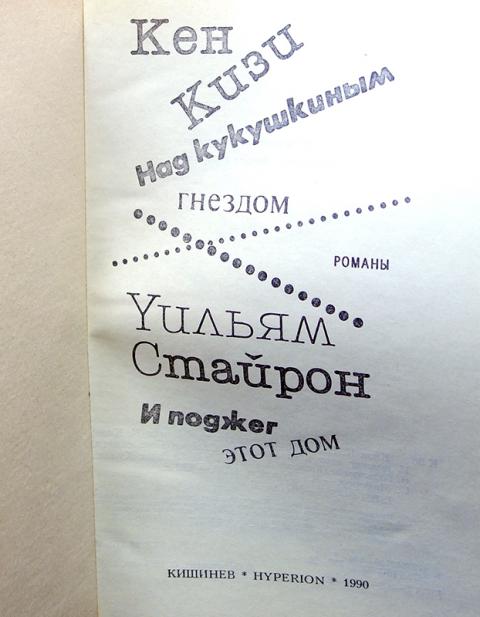 Кен
Кизи
Над кукушкиным
гнездом
РОМАНЫ
Уильям
Стайрон
И поджег
этот дом
КИШИНЕВ * HYPERION * 1990